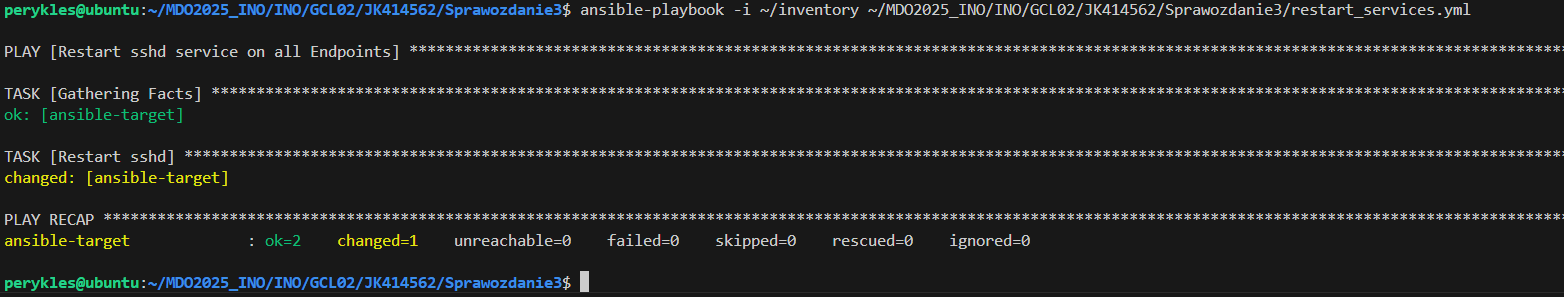 perykles@ubuntu:~/MDO2025_INO/INO/GCL02/JK414562/Sprawozdanie3$ ansible-playbook -i ~/inventory ~/MDO2025_INO/INO/GCL02/JK414562/Sprawozdanie3/restart_services.yml
PLAY [Restart sshd service on all Endpoints] ********************************************************************************************************************************
TASK [Gathering Facts] ******************************************************************************************************************************************************
ok: [ansible-target]
TASK [Restart sshd] *********************************************************************************************************************************************************
changed: [ansible-target]
PLAY RECAP ******************************************************************************************************************************************************************
ansible-target             : ok=2    changed=1    unreachable=0    failed=0    skipped=0    rescued=0    ignored=0
perykles@ubuntu:~/MDO2025_INO/INO/GCL02/JK414562/Sprawozdanie3$